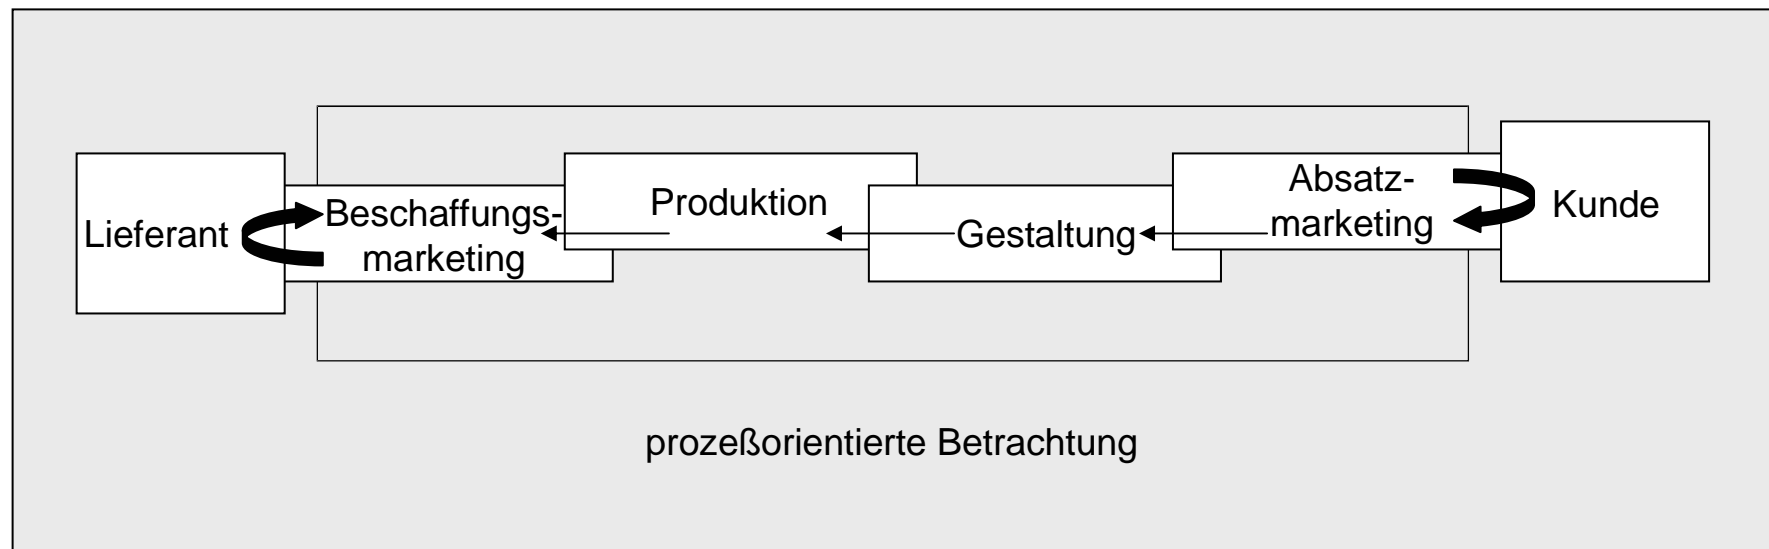 Lieferant
Beschaffungs-
marketing
Produktion
Gestaltung
Absatz-
marketing
Kunde
prozeßorientierte Betrachtung